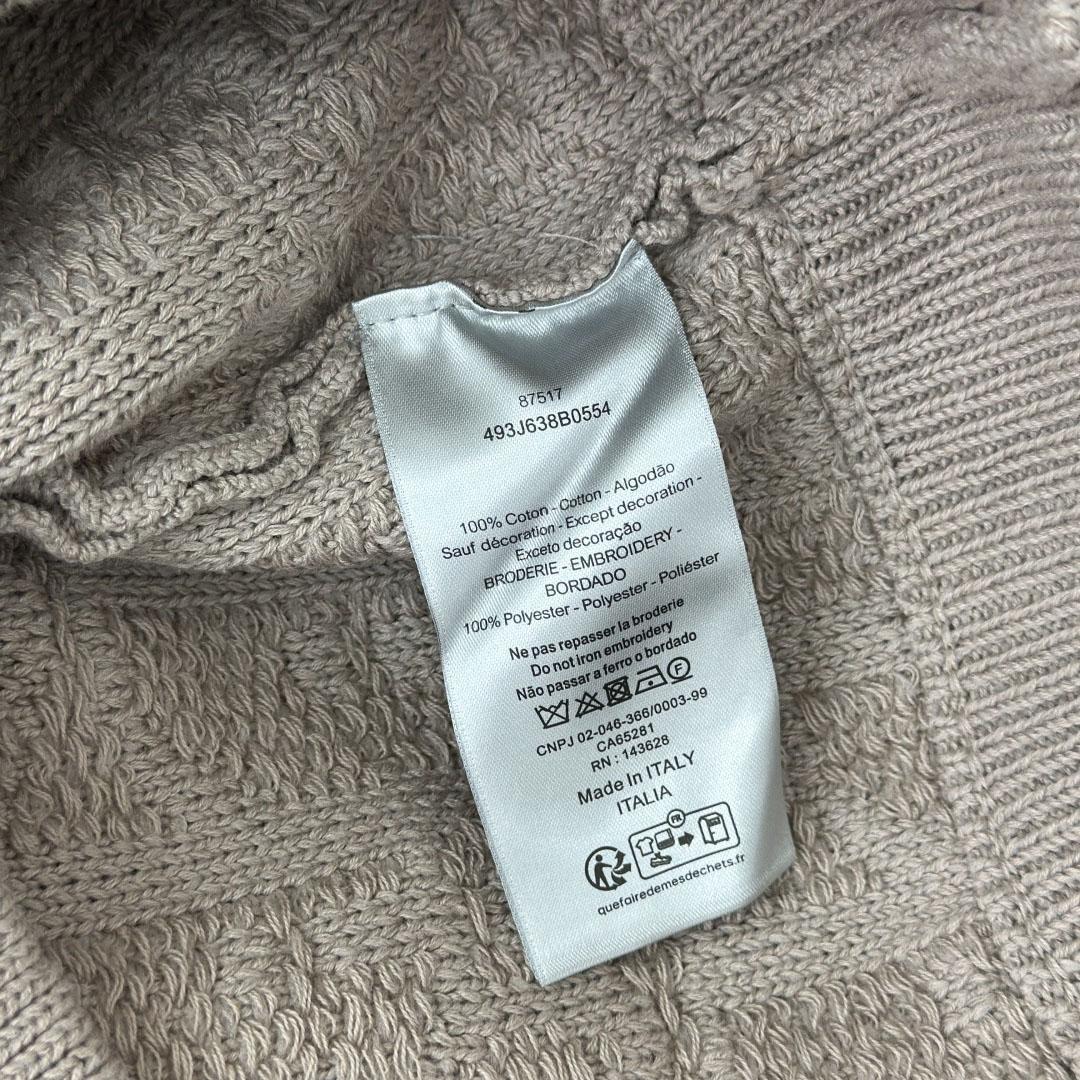 87517
493J638B0554
100% Coton - Cotton - Algodão
Sauf décoration - Except decoration -
Exceto decoração
BRODERIE - EMBROIDERY -
BORDADO
100% Polyester - Polyester - Poliéster
Ne pas repasser la broderie
Do not iron embroidery
Não passar a ferro o bordado
F
CNPJ 02-046-366/0003-99
CA65281
RN : 143628
Made In ITALY
ITALIA
FR
quefairedemesdechets.fr